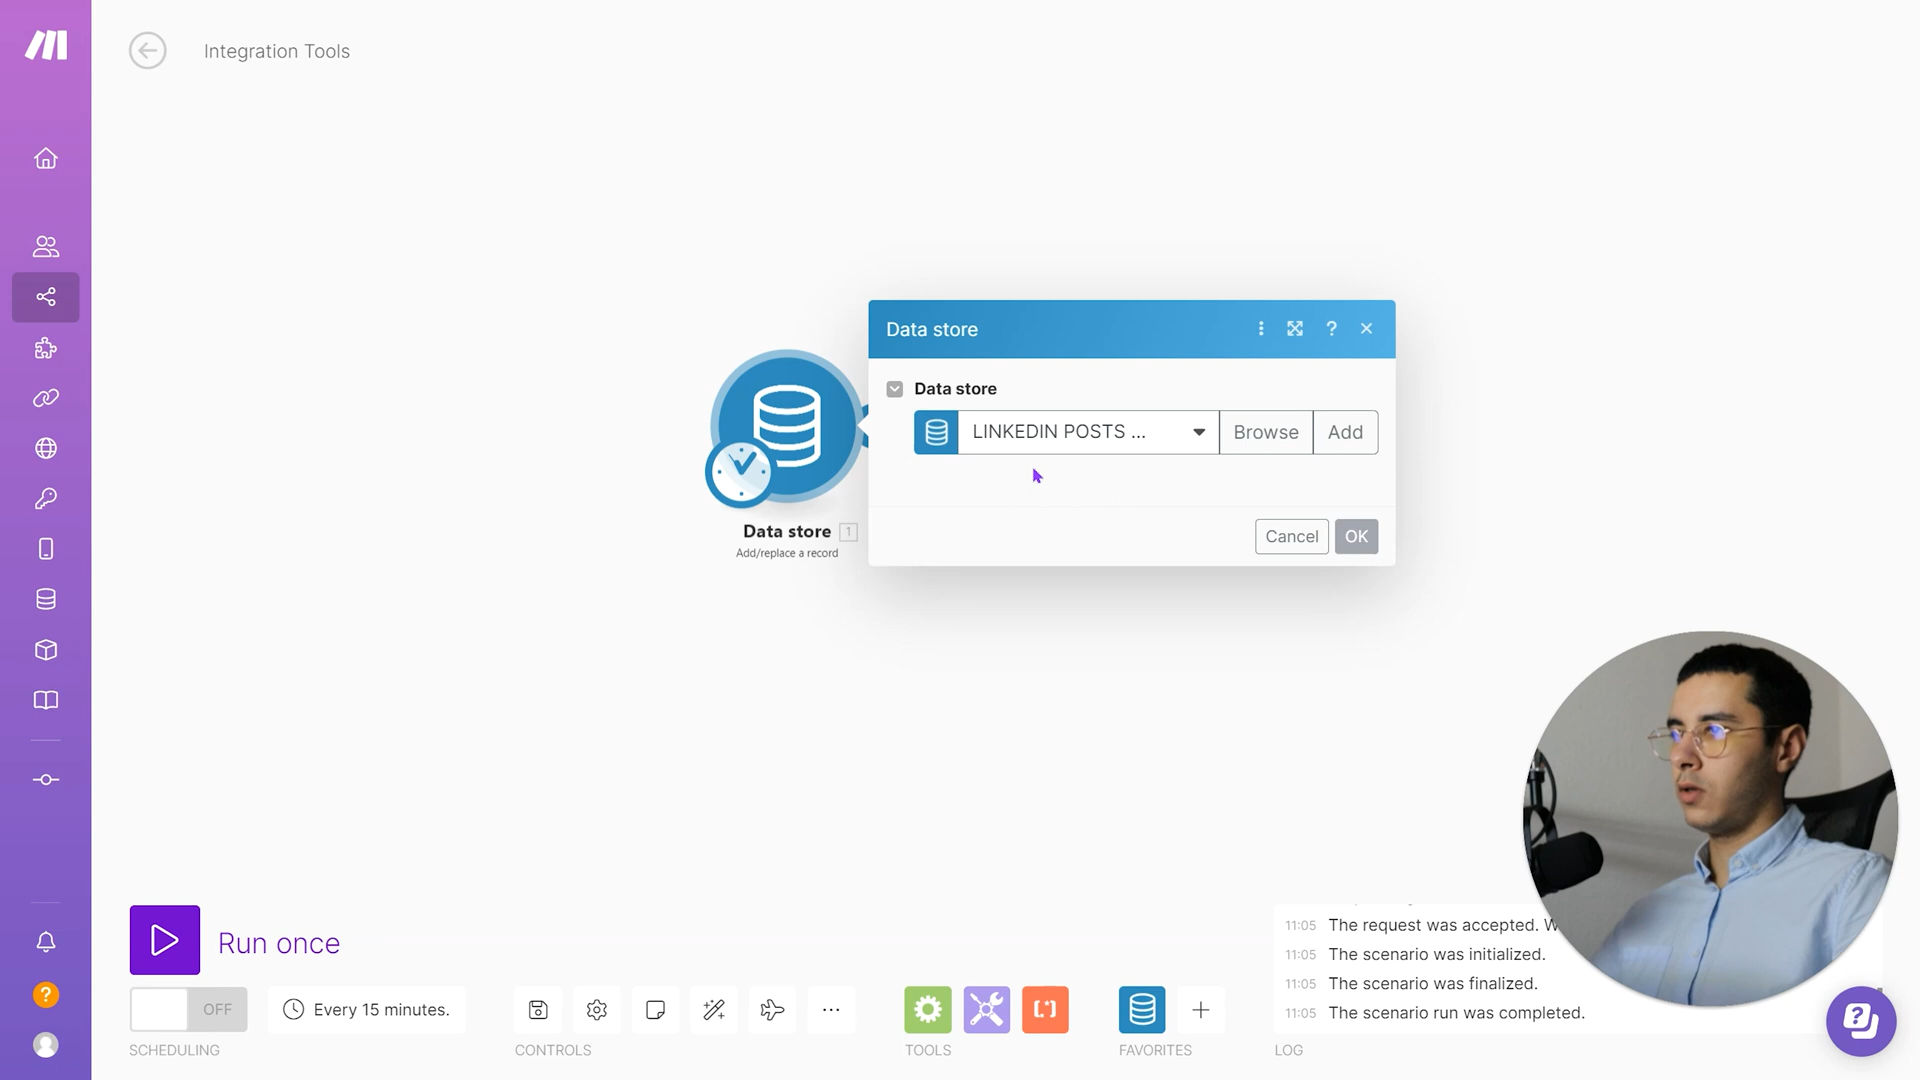 Integration Tools
Data store
Data store
LINKEDIN POSTS ...
Browse
Add
Cancel
OK
Data store 1
Add/replace a record
Run once
OFF
Every 15 minutes.
SCHEDULING
CONTROLS
TOOLS
FAVORITES
LOG
11:05 The request was accepted. W
11:05 The scenario was initialized.
11:05 The scenario was finalized.
11:05 The scenario run was completed.